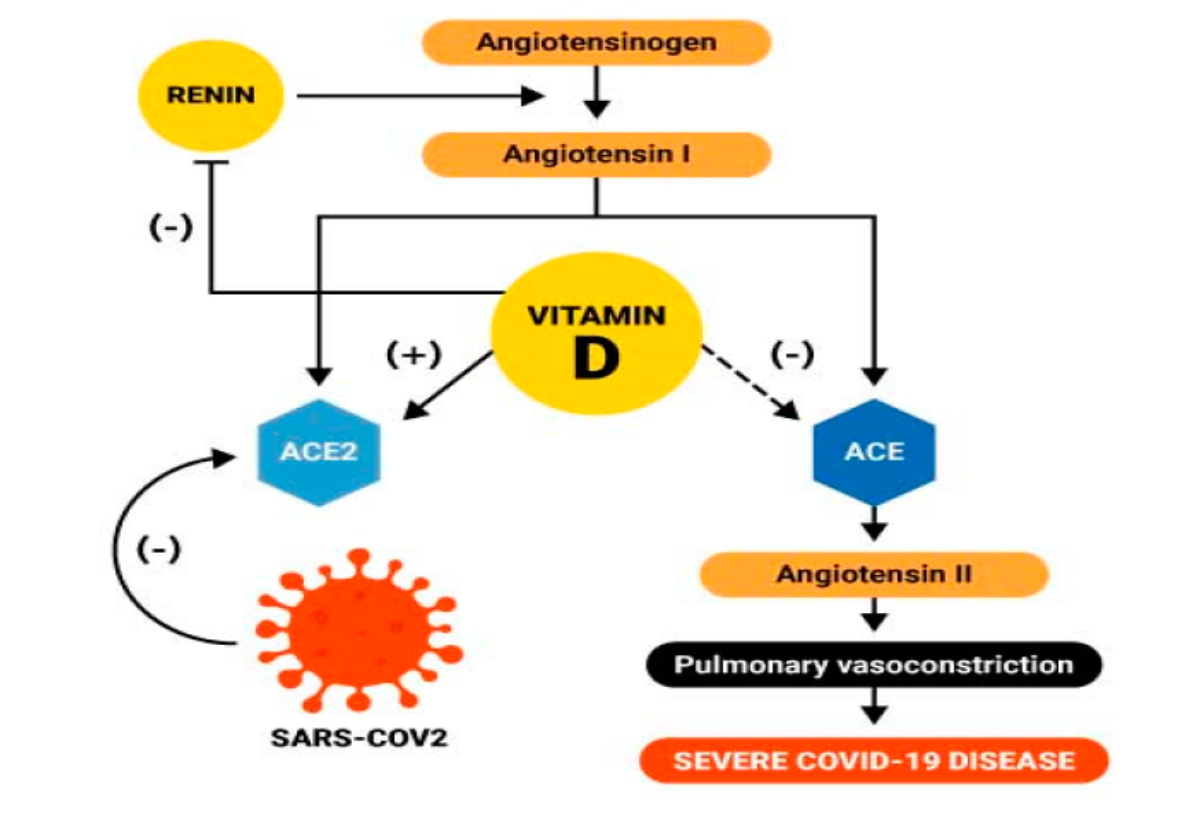 Angiotensinogen
RENIN
Angiotensin I
(-)
VITAMIN
D
(+)
(-)
ACE2
ACE
(-)
Angiotensin II
Pulmonary vasoconstriction
SARS-COV2
SEVERE COVID-19 DISEASE